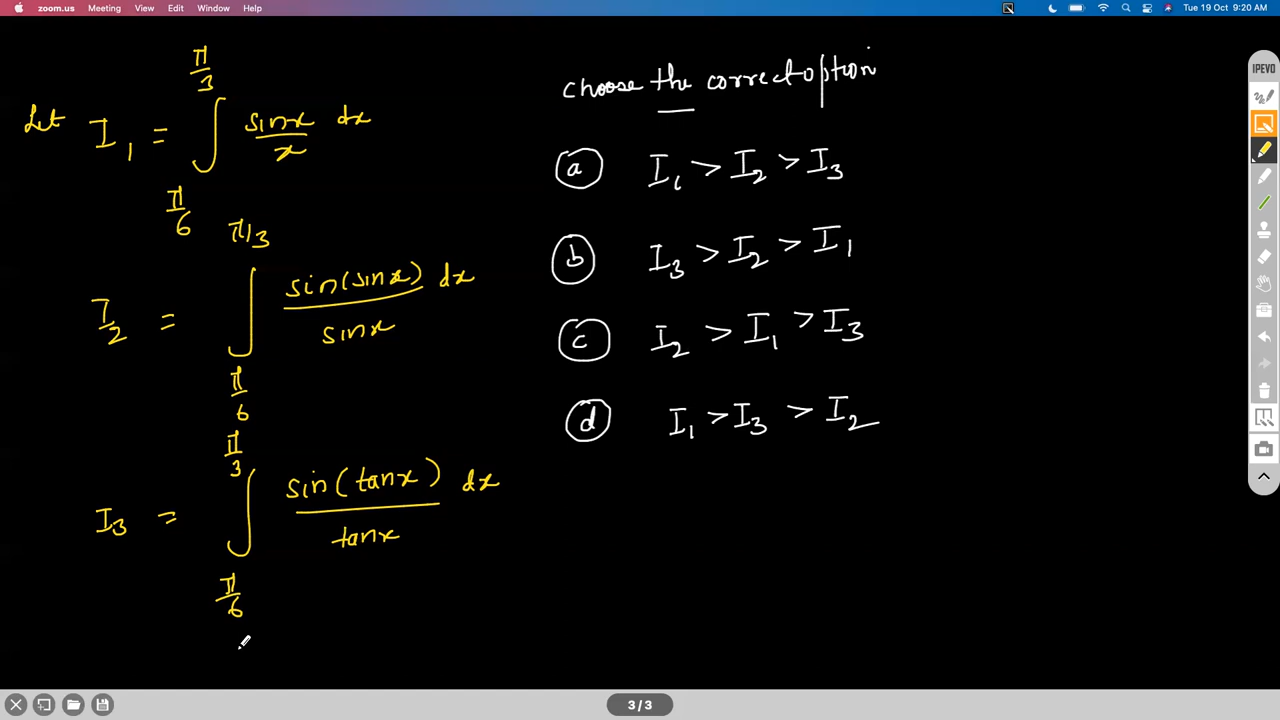 zoom.us Meeting View Edit Window Help Tue 19 Oct 9:20 AM
IPEVO
Let I₁ = ∫_{π/6}^{π/3} sinx/x dx
I₂ = ∫_{π/6}^{π/3} sin(sinx)/sinx dx
I₃ = ∫_{π/6}^{π/3} sin(tanx)/tanx dx
choose the correct option
(a) I₁ > I₂ > I₃
(b) I₃ > I₂ > I₁
(c) I₂ > I₁ > I₃
(d) I₁ > I₃ > I₂
3/3